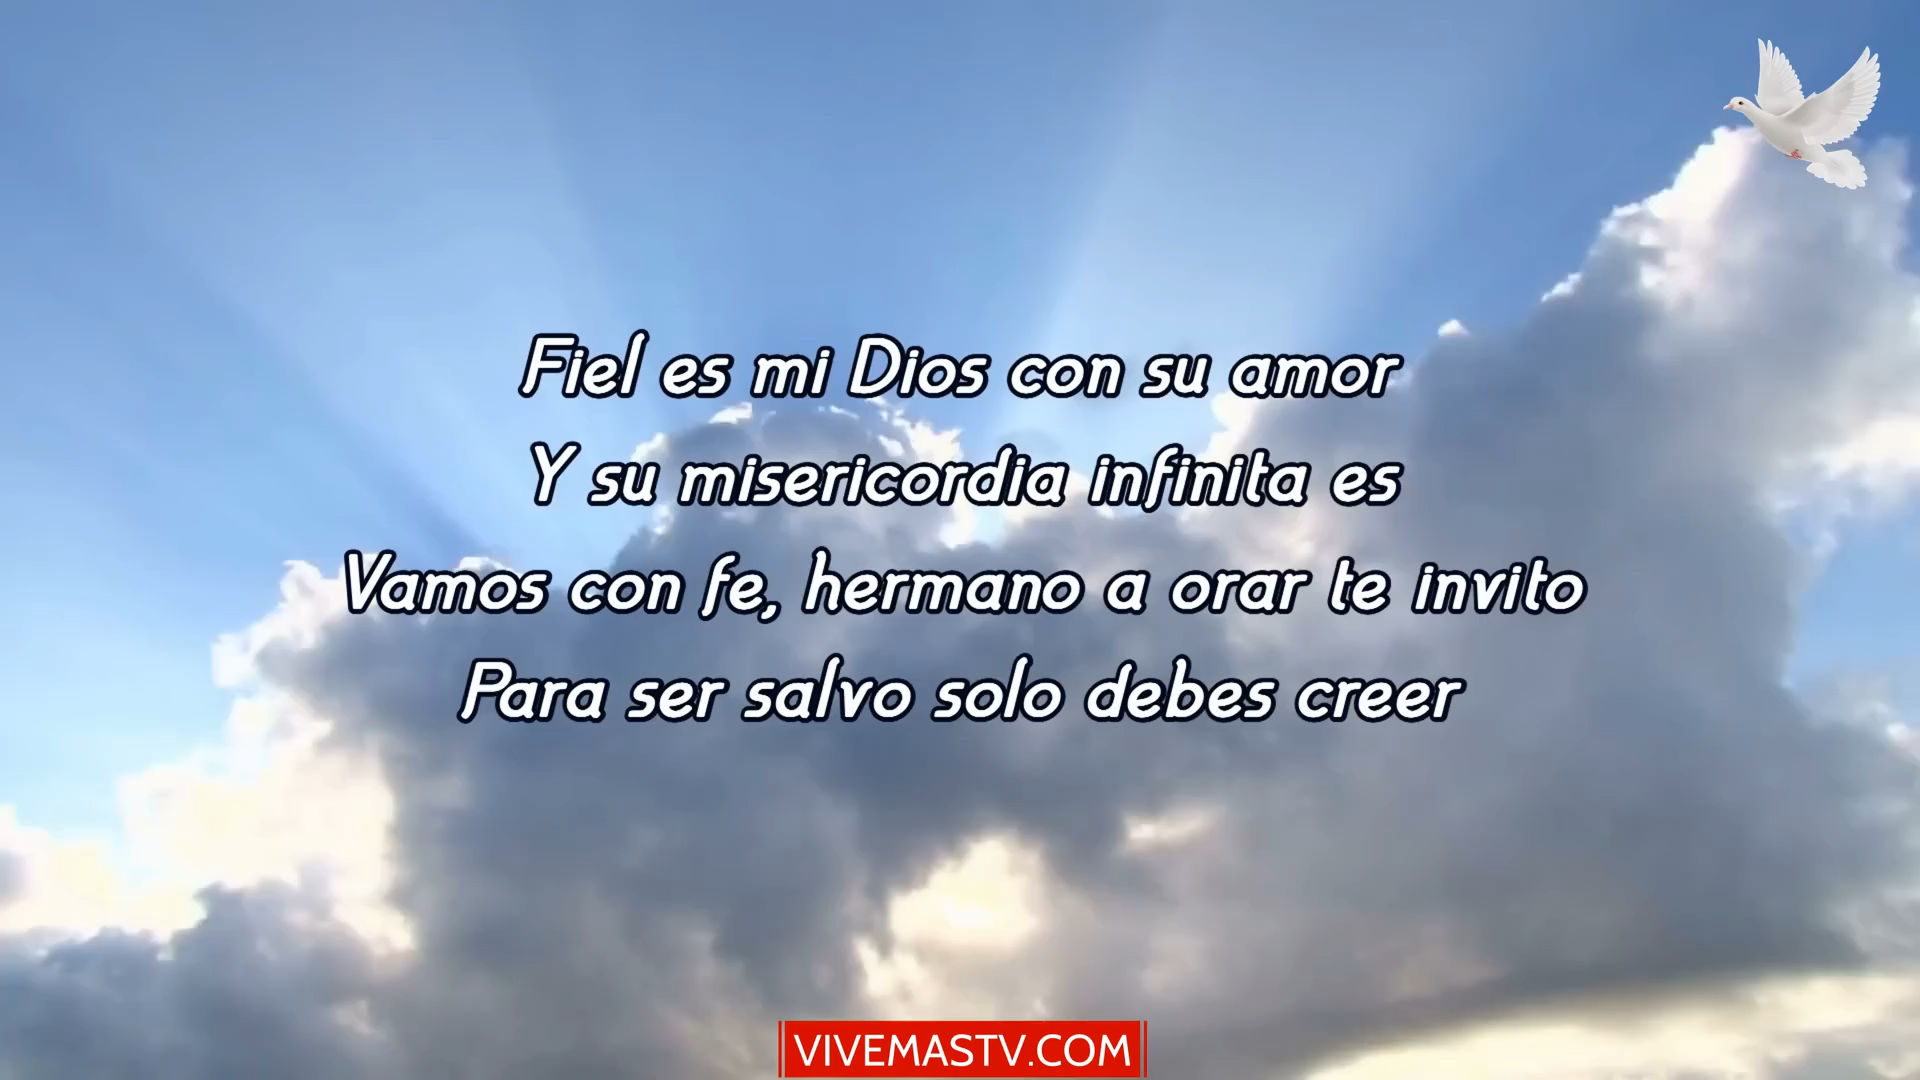 Fiel es mi Dios con su amor
Y su misericordia infinita es
Vamos con fe, hermano a orar te invito
Para ser salvo solo debes creer
VIVEMASTV.COM